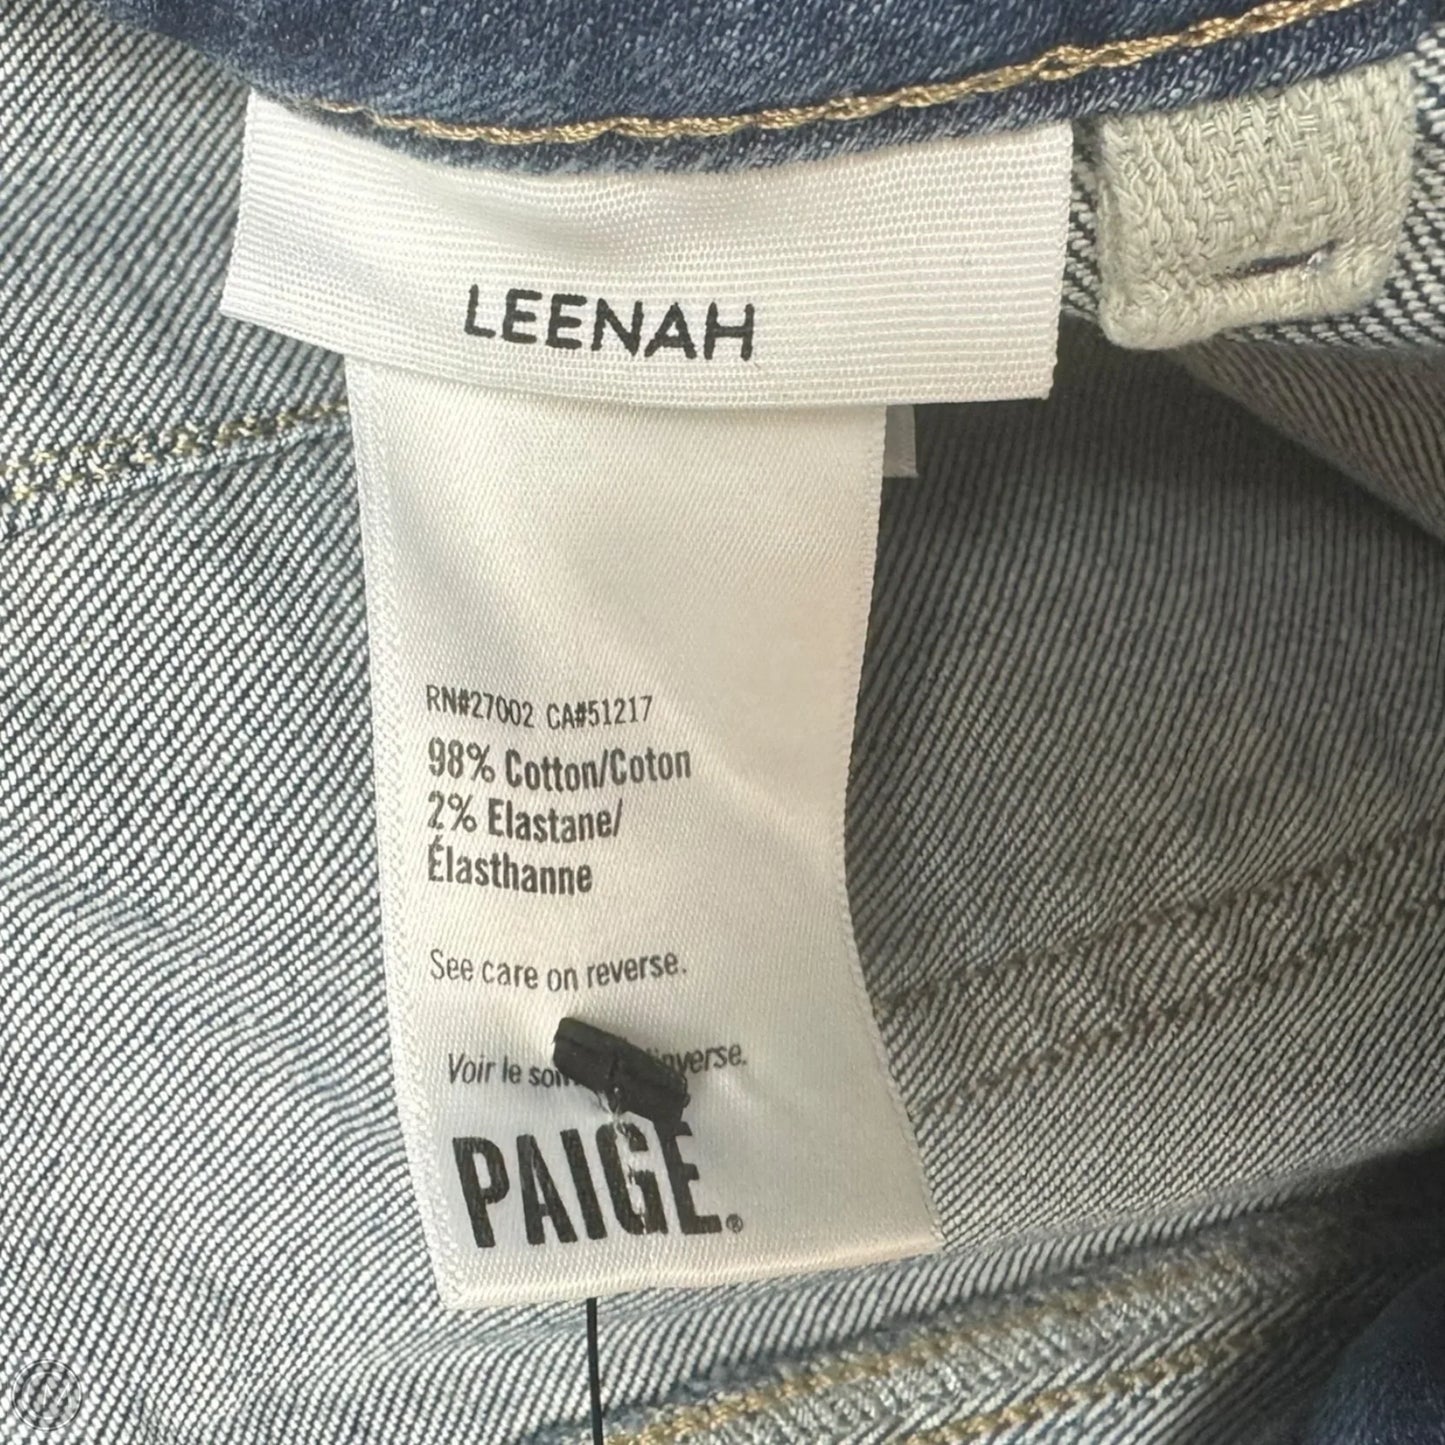 LEENAH
RN#27002 CA#51217
98% Cotton/Coton
2% Elastane/
Élasthanne
See care on reverse.
Voir le
PAIGE.®